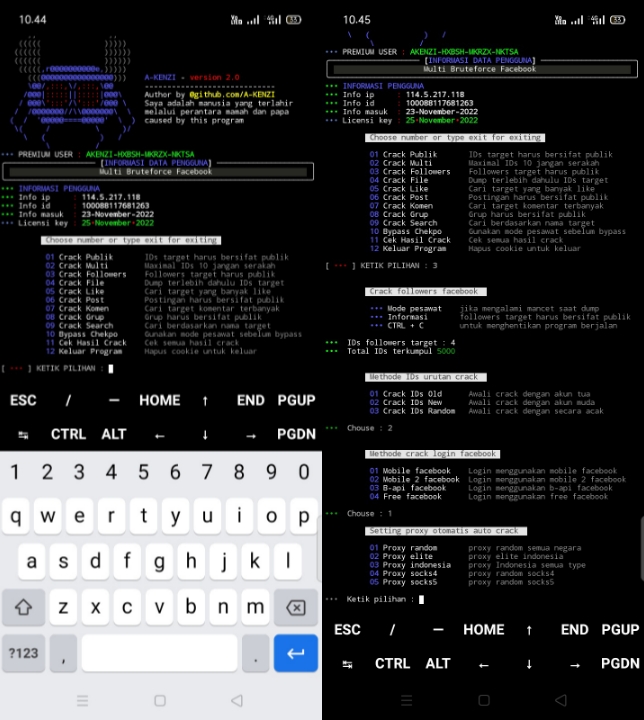 10.44
33
A-KENZI - version 2.0
Author by @github.com/A-KENZI
Saya adalah manusia yang terlahir
melalui perantara mamah dan papa
caused by this program
PREMIUM USER : AKENZI-HXBSH-WKRZX-NKTSA
[INFORMASI DATA PENGGUNA]
Multi Bruteforce Facebook
INFORMASI PENGGUNA
Info ip : 114.5.217.118
Info id : 100088117681263
Info masuk : 23-November-2022
Licensi key : 25-November-2022
Choose number or type exit for exiting
01 Crack Publik IDs target harus bersifat publik
02 Crack Multi Maximal IDs 10 jangan serakah
03 Crack Followers Followers target harus publik
04 Crack File Dump terlebih dahulu IDs target
05 Crack Like Cari target yang banyak like
06 Crack Post Postingan harus bersifat publik
07 Crack Komen Cari target komentar terbanyak
08 Crack Grup Grup harus bersifat publik
09 Crack Search Cari berdasarkan nama target
10 Bypass Chekpo Gunakan mode pesawat sebelum bypass
11 Cek Hasil Crack Cek semua hasil crack
12 Keluar Program Hapus cookie untuk keluar
[ --- ] KETIK PILIHAN :
ESC / — HOME ↑ END PGUP
↹ CTRL ALT ← ↓ → PGDN
1 2 3 4 5 6 7 8 9 0
q w e r t y u i o p
a s d f g h j k l
z x c v b n m
?123 , .
10.45
33
PREMIUM USER : AKENZI-HXBSH-WKRZX-NKTSA
[INFORMASI DATA PENGGUNA]
Multi Bruteforce Facebook
INFORMASI PENGGUNA
Info ip : 114.5.217.118
Info id : 100088117681263
Info masuk : 23-November-2022
Licensi key : 25-November-2022
Choose number or type exit for exiting
01 Crack Publik IDs target harus bersifat publik
02 Crack Multi Maximal IDs 10 jangan serakah
03 Crack Followers Followers target harus publik
04 Crack File Dump terlebih dahulu IDs target
05 Crack Like Cari target yang banyak like
06 Crack Post Postingan harus bersifat publik
07 Crack Komen Cari target komentar terbanyak
08 Crack Grup Grup harus bersifat publik
09 Crack Search Cari berdasarkan nama target
10 Bypass Chekpo Gunakan mode pesawat sebelum bypass
11 Cek Hasil Crack Cek semua hasil crack
12 Keluar Program Hapus cookie untuk keluar
[ --- ] KETIK PILIHAN : 3
Crack followers facebook
Mode pesawat jika mengalami mancet saat dump
Informasi followers target harus bersifat publik
CTRL + C untuk menghentikan program berjalan
IDs followers target : 4
Total IDs terkumpul 5000
Methode IDs urutan crack
01 Crack IDs Old Awali crack dengan akun tua
02 Crack IDs New Awali crack dengan akun muda
03 Crack IDs Random Awali crack dengan secara acak
Chouse : 2
Methode crack login facebook
01 Mobile facebook Login menggunakan mobile facebook
02 Mobile 2 facebook Login menggunakan mobile 2 facebook
03 B-api facebook Login menggunakan b-api facebook
04 Free facebook Login menggunakan free facebook
Chouse : 1
Setting proxy otomatis auto crack
01 Proxy random proxy random semua negara
02 Proxy elite proxy elite indonesia
03 Proxy indonesia proxy Indonesia semua type
04 Proxy socks4 proxy random socks4
05 Proxy socks5 proxy random socks5
Ketik pilihan :
ESC / — HOME ↑ END PGUP
↹ CTRL ALT ← ↓ → PGDN